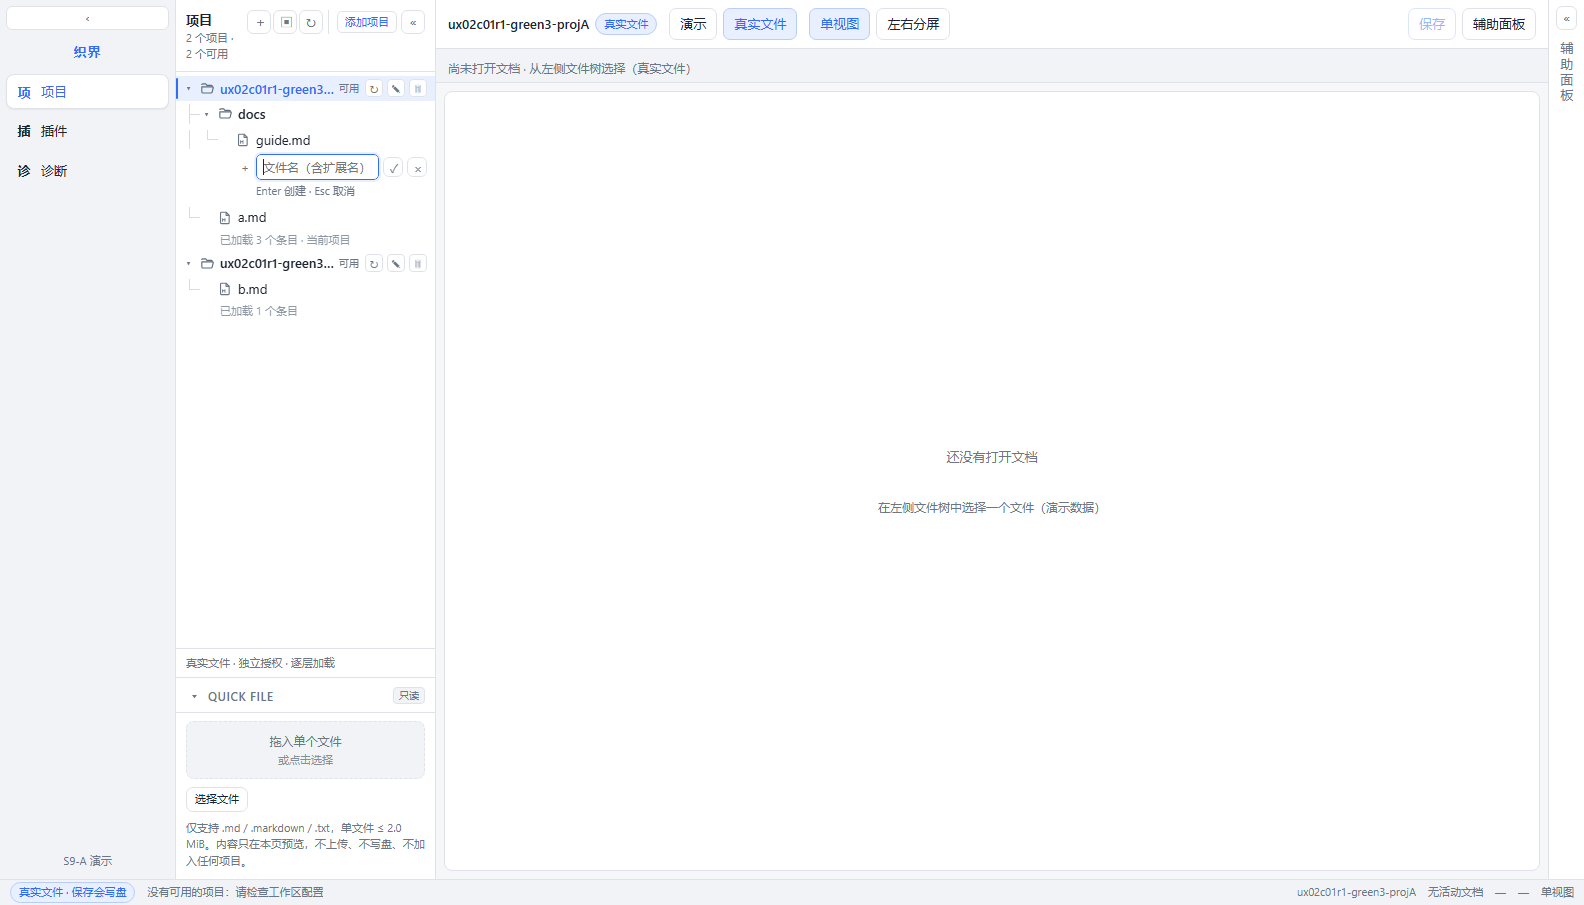 ‹
织界
项 项目
插 插件
诊 诊断
S9-A 演示
项目
2 个项目 ·
2 个可用
+ ↻ 添加项目 «
ux02c01r1-green3... 可用 ↻
docs
guide.md
+ 文件名（含扩展名） ✓ ×
Enter 创建 · Esc 取消
a.md
已加载 3 个条目 · 当前项目
ux02c01r1-green3... 可用 ↻
b.md
已加载 1 个条目
真实文件 · 独立授权 · 逐层加载
QUICK FILE 只读
拖入单个文件
或点击选择
选择文件
仅支持 .md / .markdown / .txt，单文件 ≤ 2.0
MiB。内容只在本页预览，不上传、不写盘、不加
入任何项目。
ux02c01r1-green3-projA 真实文件 演示 真实文件 单视图 左右分屏 保存 辅助面板
尚未打开文档 · 从左侧文件树选择（真实文件）
还没有打开文档
在左侧文件树中选择一个文件（演示数据）
«
辅助面板
真实文件 · 保存会写盘 没有可用的项目：请检查工作区配置
ux02c01r1-green3-projA 无活动文档 — — 单视图